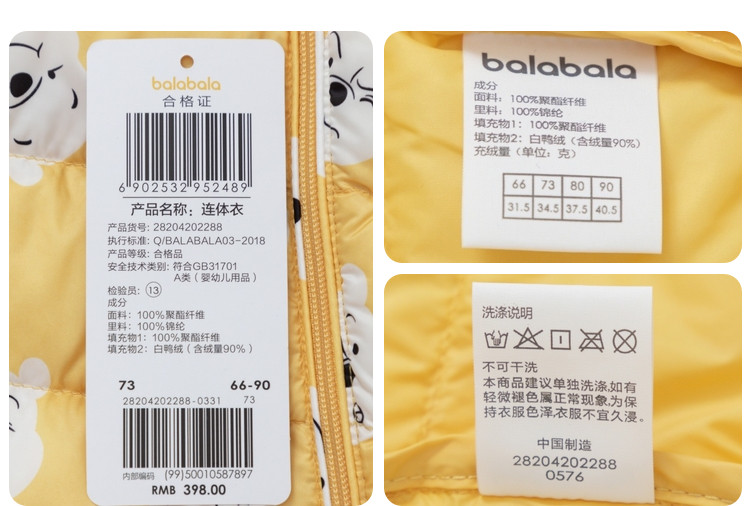 balabala
合格证
6 902532 952489
产品名称：连体衣
产品货号：28204202288
执行标准：Q/BALABALA03-2018
产品等级：合格品
安全技术类别：符合GB31701
A类（婴幼儿用品）
检验员：⑬
成分
面料：100%聚酯纤维
里料：100%锦纶
填充物1：100%聚酯纤维
填充物2：白鸭绒（含绒量90%）
73 66-90
28204202288-0331 73
内部编码 (99)50010587897
RMB 398.00
balabala
成分
面料：100%聚酯纤维
里料：100%锦纶
填充物1：100%聚酯纤维
填充物2：白鸭绒（含绒量90%）
充绒量（单位：克）
66 73 80 90
31.5 34.5 37.5 40.5
洗涤说明
不可干洗
本商品建议单独洗涤,如有
轻微褪色属正常现象,为保
持衣服色泽,衣服不宜久浸。
中国制造
28204202288
0576